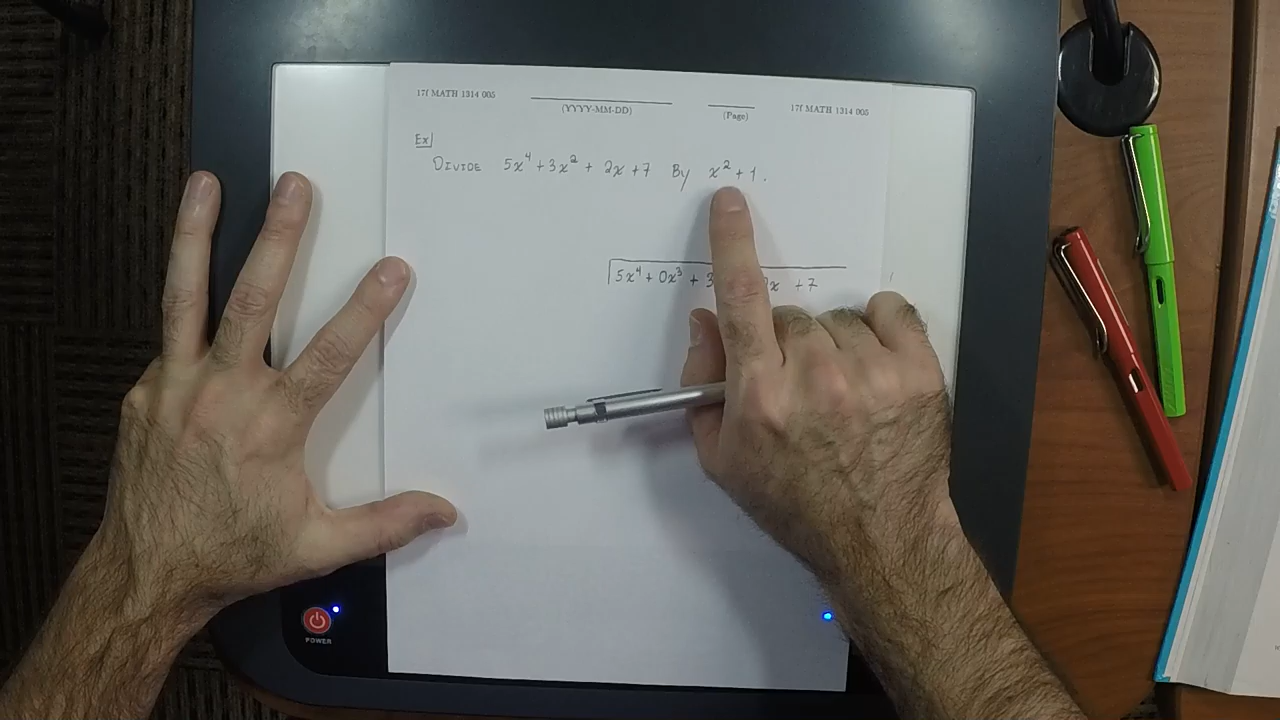 17f MATH 1314 005 (YYYY-MM-DD) (Page) 17f MATH 1314 005
Ex
DIVIDE 5x⁴ + 3x² + 2x + 7 By x² + 1.
5x⁴ + 0x³ + 3 x + 7
POWER